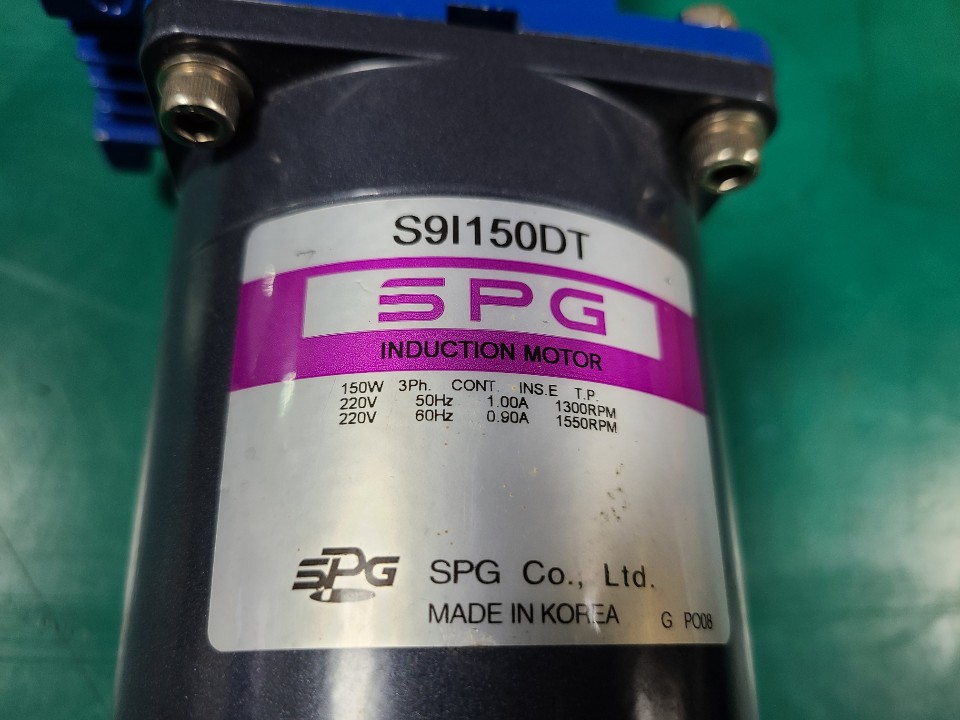 S9I150DT
SPG
INDUCTION MOTOR
150W 3Ph. CONT. INS.E T.P.
220V 50Hz 1.00A 1300RPM
220V 60Hz 0.90A 1550RPM
SPG SPG Co., Ltd.
MADE IN KOREA G PO08